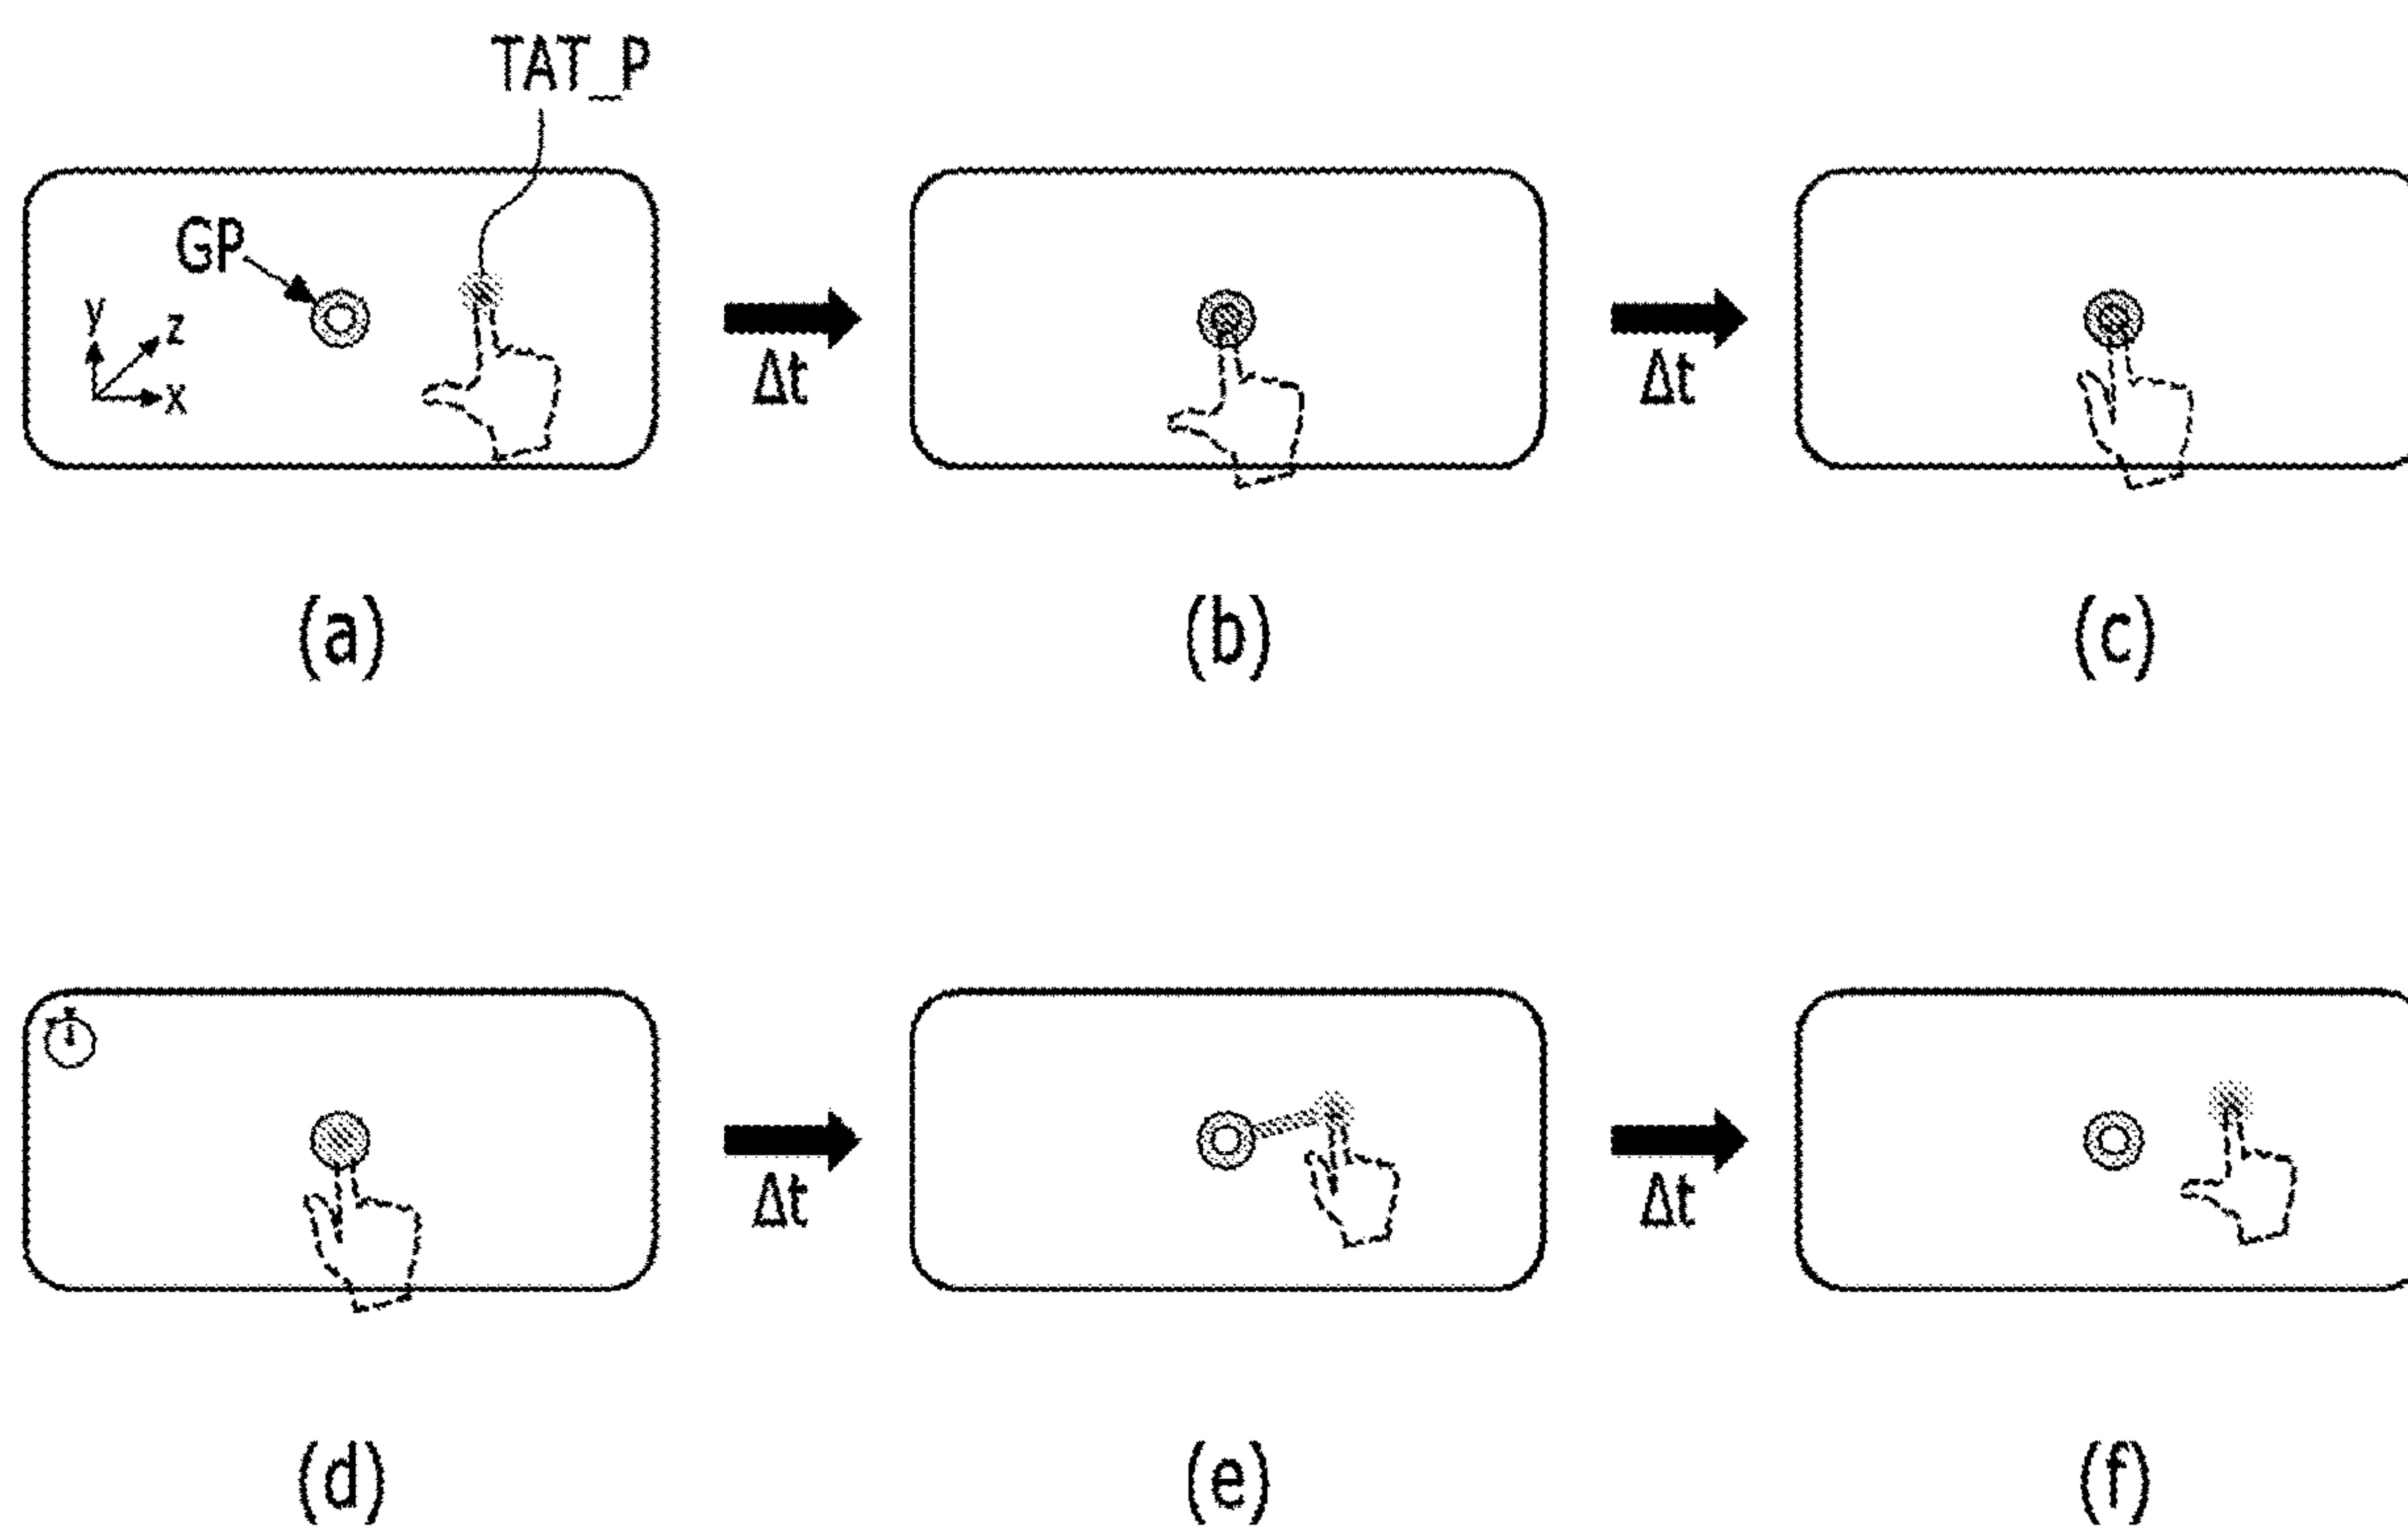 TAT_P
GP
y
z
x
Δt
Δt
(a)
(b)
(c)
Δt
Δt
(d)
(e)
(f)